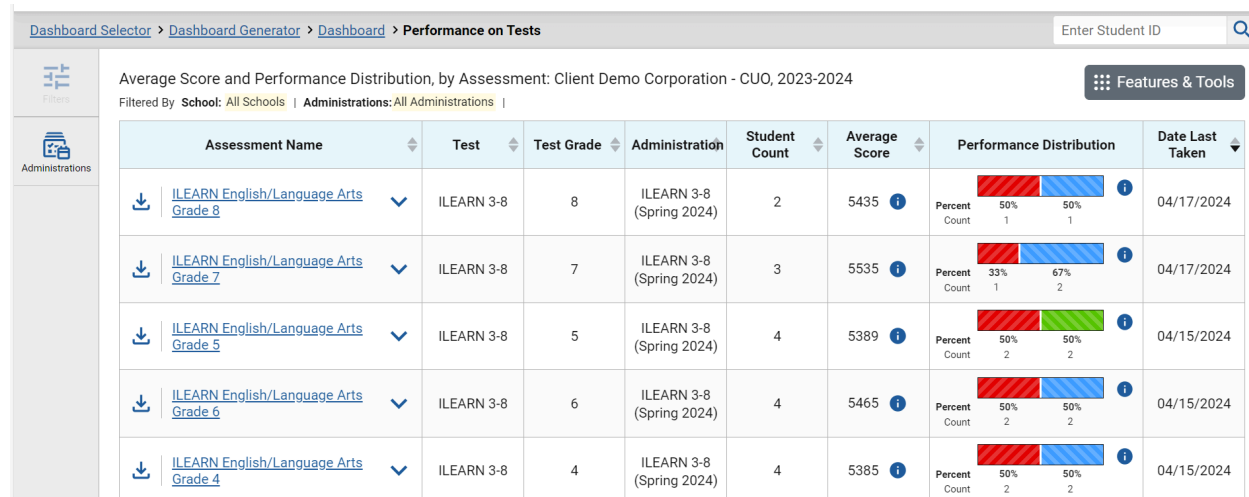 Dashboard Selector > Dashboard Generator > Dashboard > Performance on Tests
Enter Student ID
Filters
Administrations
Average Score and Performance Distribution, by Assessment: Client Demo Corporation - CUO, 2023-2024
Filtered By School: All Schools | Administrations: All Administrations |
Features & Tools
Assessment Name Test Test Grade Administration Student Count Average Score Performance Distribution Date Last Taken
ILEARN English/Language Arts Grade 8 ILEARN 3-8 8 ILEARN 3-8 (Spring 2024) 2 5435 04/17/2024
Percent 50% 50%
Count 1 1
ILEARN English/Language Arts Grade 7 ILEARN 3-8 7 ILEARN 3-8 (Spring 2024) 3 5535 04/17/2024
Percent 33% 67%
Count 1 2
ILEARN English/Language Arts Grade 5 ILEARN 3-8 5 ILEARN 3-8 (Spring 2024) 4 5389 04/15/2024
Percent 50% 50%
Count 2 2
ILEARN English/Language Arts Grade 6 ILEARN 3-8 6 ILEARN 3-8 (Spring 2024) 4 5465 04/15/2024
Percent 50% 50%
Count 2 2
ILEARN English/Language Arts Grade 4 ILEARN 3-8 4 ILEARN 3-8 (Spring 2024) 4 5385 04/15/2024
Percent 50% 50%
Count 2 2